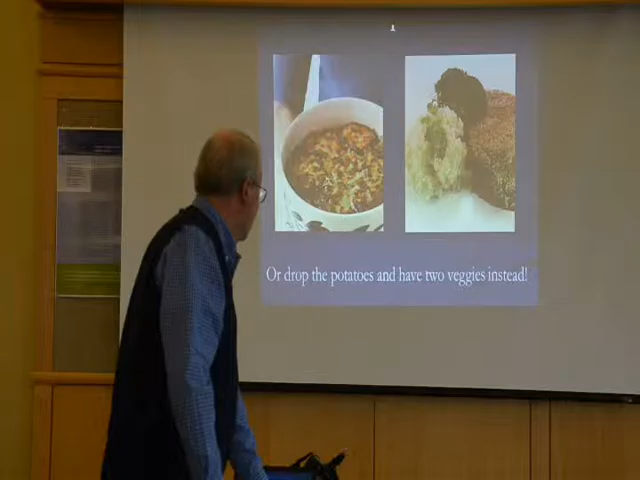 Or drop the potatoes and have two veggies instead!